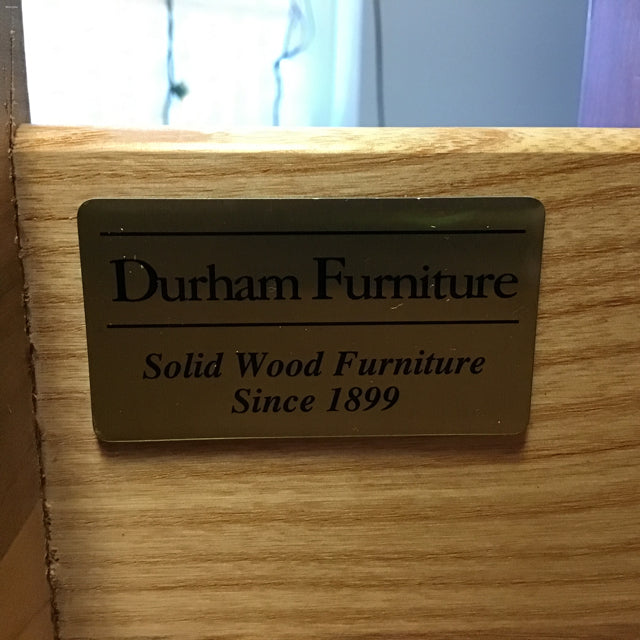 Durham Furniture
Solid Wood Furniture
Since 1899